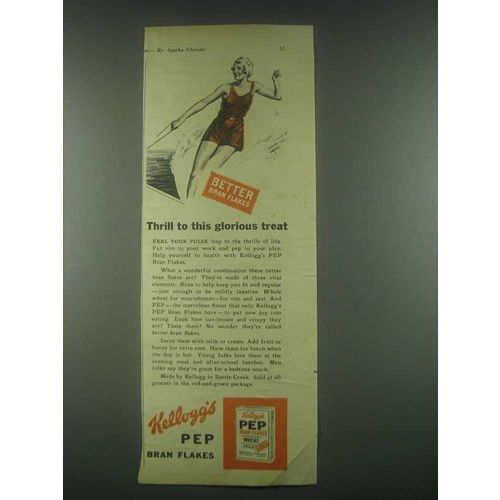 By Agatha Christie 57
BETTER
BRAN FLAKES
Thrill to this glorious treat
FEEL YOUR PULSE leap to the thrills of life.
Put vim in your work and pep in your play.
Help yourself to health with Kellogg's PEP
Bran Flakes.
What a wonderful combination these better
bran flakes are! They're made of three vital
elements. Bran to help keep fit and regular
—just enough to be mildly laxative. Whole
wheat for nourishment—for vim and zest. And
PEP—the marvelous flavor that only Kellogg's
PEP Bran Flakes have—to put new joy into
eating. Look how sun-brown and crispy they
are! Taste them! No wonder they're called
better bran flakes.
Serve them with milk or cream. Add fruit or
honey for extra zest. Have them for lunch when
the day is hot. Young folks love them at the
evening meal and after-school lunches. Men
folks say they're great for a bedtime snack.
Made by Kellogg in Battle Creek. Sold at all
grocers in the red-and-green package.
Kellogg's
PEP
BRAN FLAKES
Kellogg's
PEP
BRAN FLAKES
WHEAT